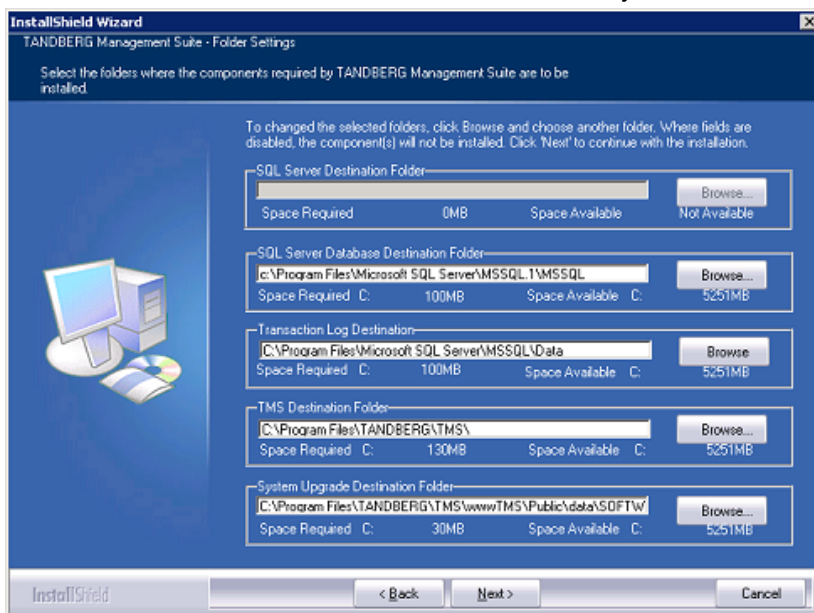 InstallShield Wizard
TANDBERG Management Suite - Folder Settings
Select the folders where the components required by TANDBERG Management Suite are to be
installed.
To changed the selected folders, click Browse and choose another folder. Where fields are
disabled, the component(s) will not be installed. Click 'Next' to continue with the installation.
SQL Server Destination Folder
Browse...
Space Required 0MB Space Available Not Available
SQL Server Database Destination Folder
c:\Program Files\Microsoft SQL Server\MSSQL.1\MSSQL Browse...
Space Required C: 100MB Space Available C: 5251MB
Transaction Log Destination
C:\Program Files\Microsoft SQL Server\MSSQL\Data Browse
Space Required C: 100MB Space Available C: 5251MB
TMS Destination Folder
C:\Program Files\TANDBERG\TMS\ Browse...
Space Required C: 130MB Space Available C: 5251MB
System Upgrade Destination Folder
C:\Program Files\TANDBERG\TMS\wwwTMS\Public\data\SOFTW Browse...
Space Required C: 30MB Space Available C: 5251MB
InstallShield < Back Next > Cancel